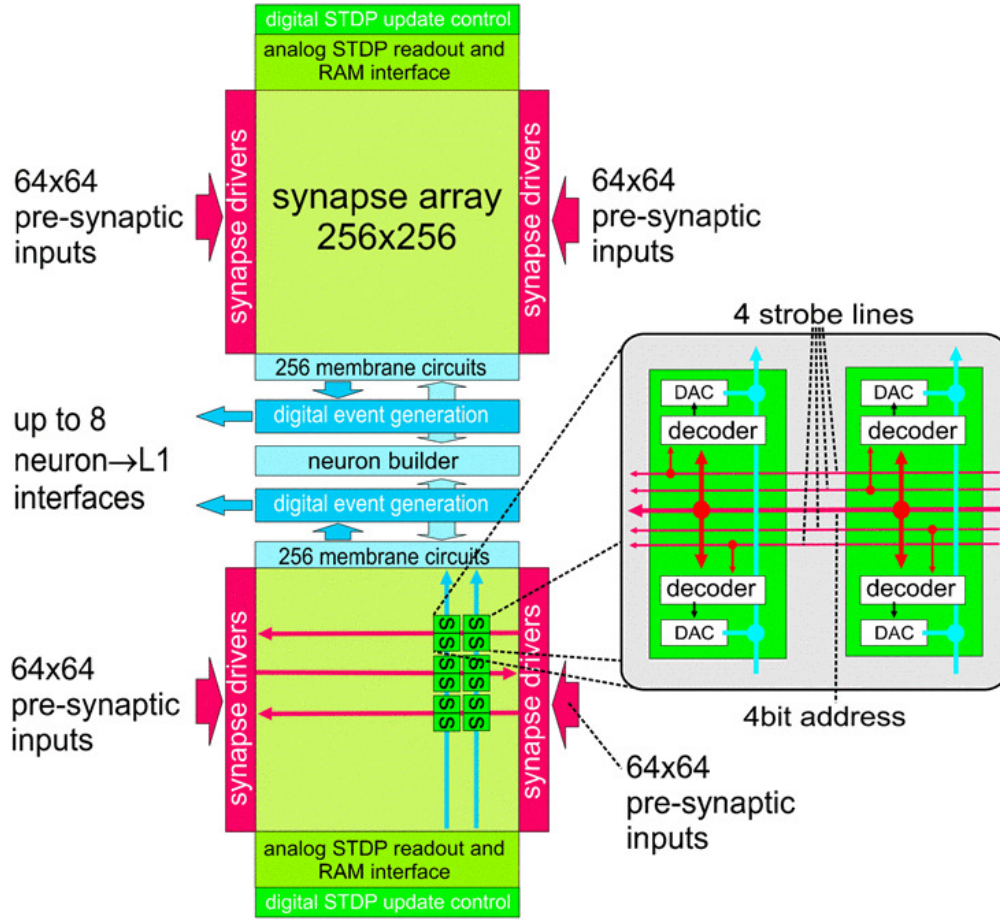 digital STDP update control
analog STDP readout and
RAM interface
synapse drivers
synapse array
256x256
synapse drivers
64x64
pre-synaptic
inputs
64x64
pre-synaptic
inputs
256 membrane circuits
digital event generation
neuron builder
digital event generation
256 membrane circuits
up to 8
neuron→L1
interfaces
4 strobe lines
DAC
decoder
decoder
DAC
DAC
decoder
decoder
DAC
4bit address
synapse drivers
S S
S S
S S
S S
S S
S S
synapse drivers
64x64
pre-synaptic
inputs
64x64
pre-synaptic
inputs
analog STDP readout and
RAM interface
digital STDP update control